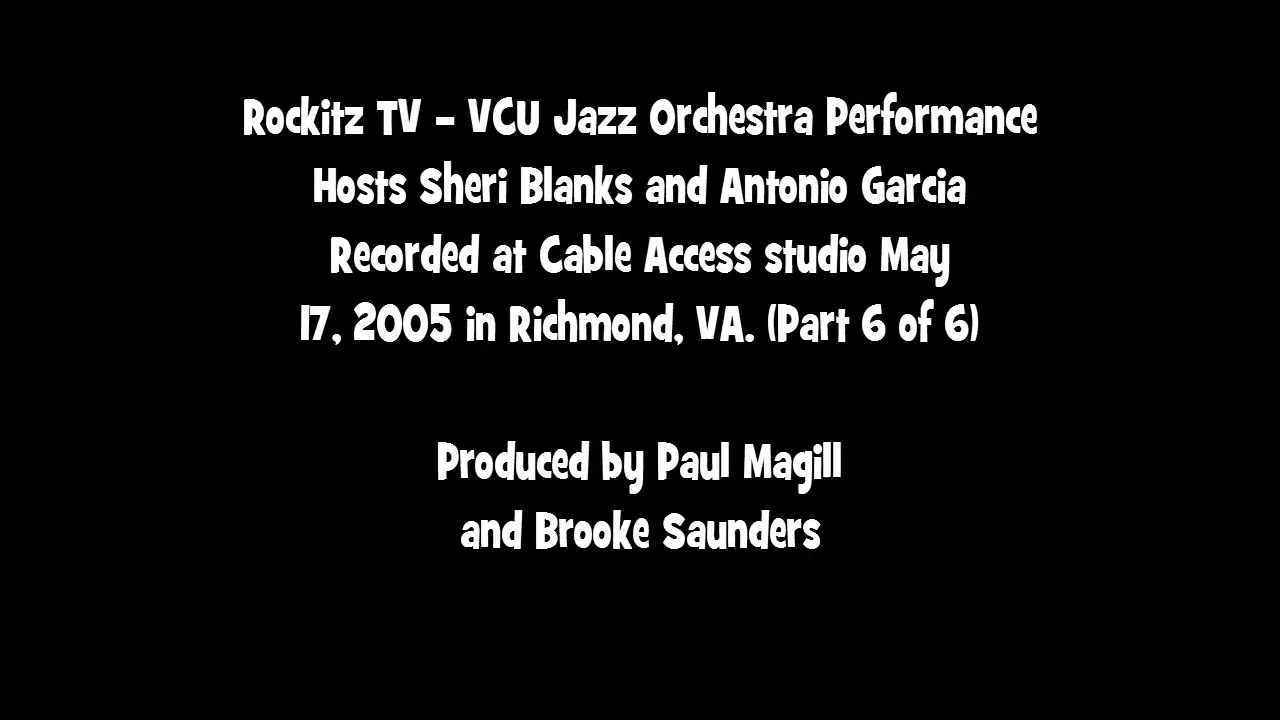 Rockitz TV - VCU Jazz Orchestra Performance
Hosts Sheri Blanks and Antonio Garcia
Recorded at Cable Access studio May
17, 2005 in Richmond, VA. (Part 6 of 6)
Produced by Paul Magill
and Brooke Saunders